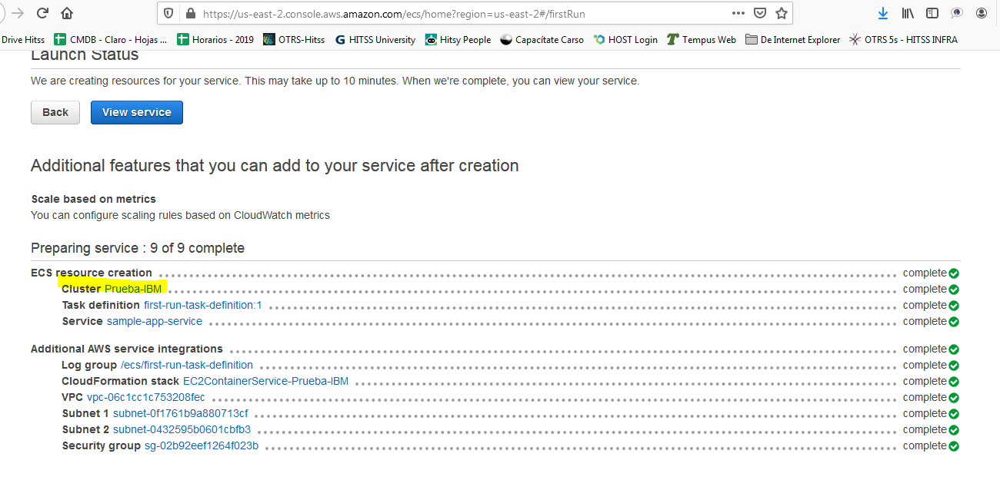 https://us-east-2.console.aws.amazon.com/ecs/home?region=us-east-2#/firstRun
Drive Hitss CMDB - Claro - Hojas ... Horarios - 2019 OTRS-Hitss HITSS University Hitsy People Capacítate Carso HOST Login Tempus Web De Internet Explorer OTRS 5s - HITSS INFRA
Launch Status
We are creating resources for your service. This may take up to 10 minutes. When we're complete, you can view your service.
Back View service
Additional features that you can add to your service after creation
Scale based on metrics
You can configure scaling rules based on CloudWatch metrics
Preparing service : 9 of 9 complete
ECS resource creation complete
Cluster Prueba-IBM complete
Task definition first-run-task-definition:1 complete
Service sample-app-service complete
Additional AWS service integrations complete
Log group /ecs/first-run-task-definition complete
CloudFormation stack EC2ContainerService-Prueba-IBM complete
VPC vpc-06c1cc1c753208fec complete
Subnet 1 subnet-0f1761b9a880713cf complete
Subnet 2 subnet-0432595b0601cbfb3 complete
Security group sg-02b92eef1264f023b complete